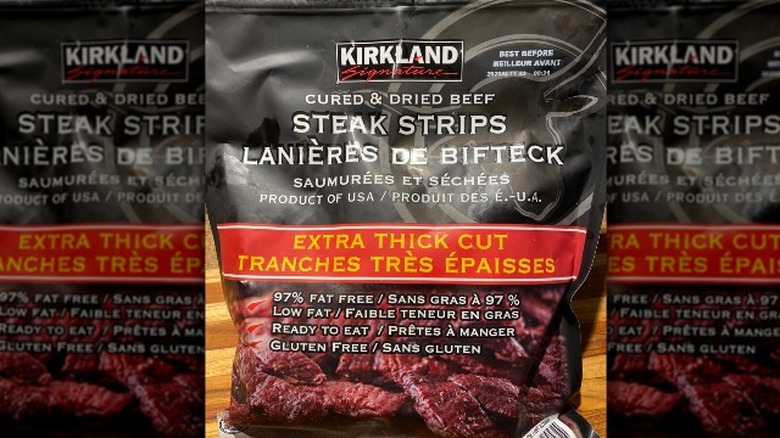 KIRKLAND
Signature
BEST BEFORE
MEILLEUR AVANT
CURED & DRIED BEEF
STEAK STRIPS
LANIÈRES DE BIFTECK
SAUMURÉES ET SÉCHÉES
PRODUCT OF USA / PRODUIT DES É.-U.A.
EXTRA THICK CUT
TRANCHES TRÈS ÉPAISSES
97% FAT FREE / SANS GRAS À 97 %
LOW FAT / FAIBLE TENEUR EN GRAS
READY TO EAT / PRÊTES À MANGER
GLUTEN FREE / SANS GLUTEN